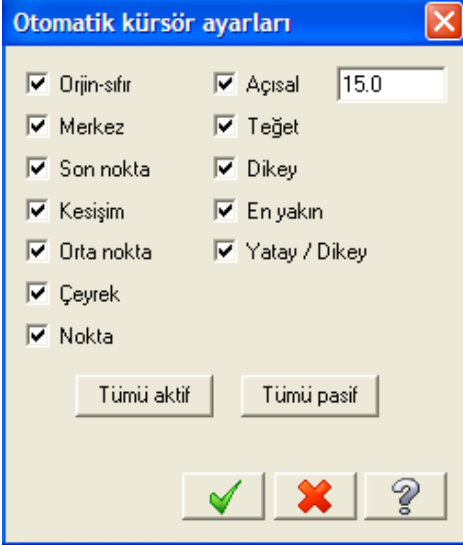 Otomatik kürsör ayarları
Orjin-sıfır
Merkez
Son nokta
Kesişim
Orta nokta
Çeyrek
Nokta
Açısal 15.0
Teğet
Dikey
En yakın
Yatay / Dikey
Tümü aktif Tümü pasif